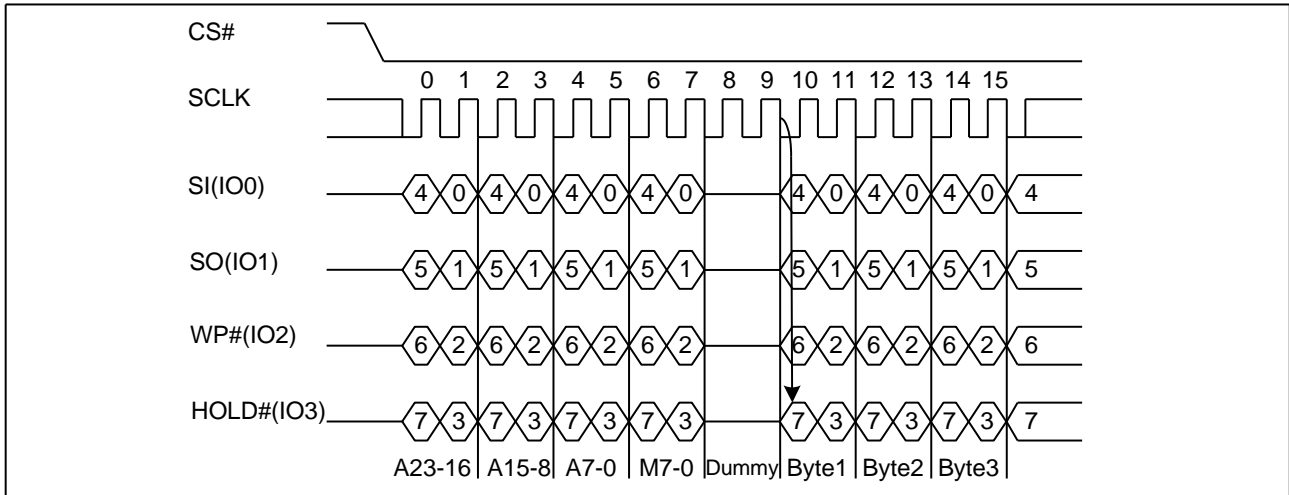 CS#
0 1 2 3 4 5 6 7 8 9 10 11 12 13 14 15
SCLK
SI(IO0) 4 0 4 0 4 0 4 0 4 0 4 0 4 0 4
SO(IO1) 5 1 5 1 5 1 5 1 5 1 5 1 5 1 5
WP#(IO2) 6 2 6 2 6 2 6 2 6 2 6 2 6 2 6
HOLD#(IO3) 7 3 7 3 7 3 7 3 7 3 7 3 7 3 7
A23-16 A15-8 A7-0 M7-0 Dummy Byte1 Byte2 Byte3